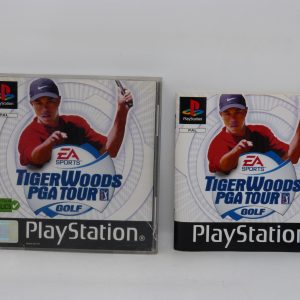 PlayStation
PAL
EA
SPORTS
TIGER WOODS
PGA TOUR
GOLF
PlayStation
PlayStation
PAL
EA
SPORTS
TIGER WOODS
PGA TOUR
GOLF
PlayStation